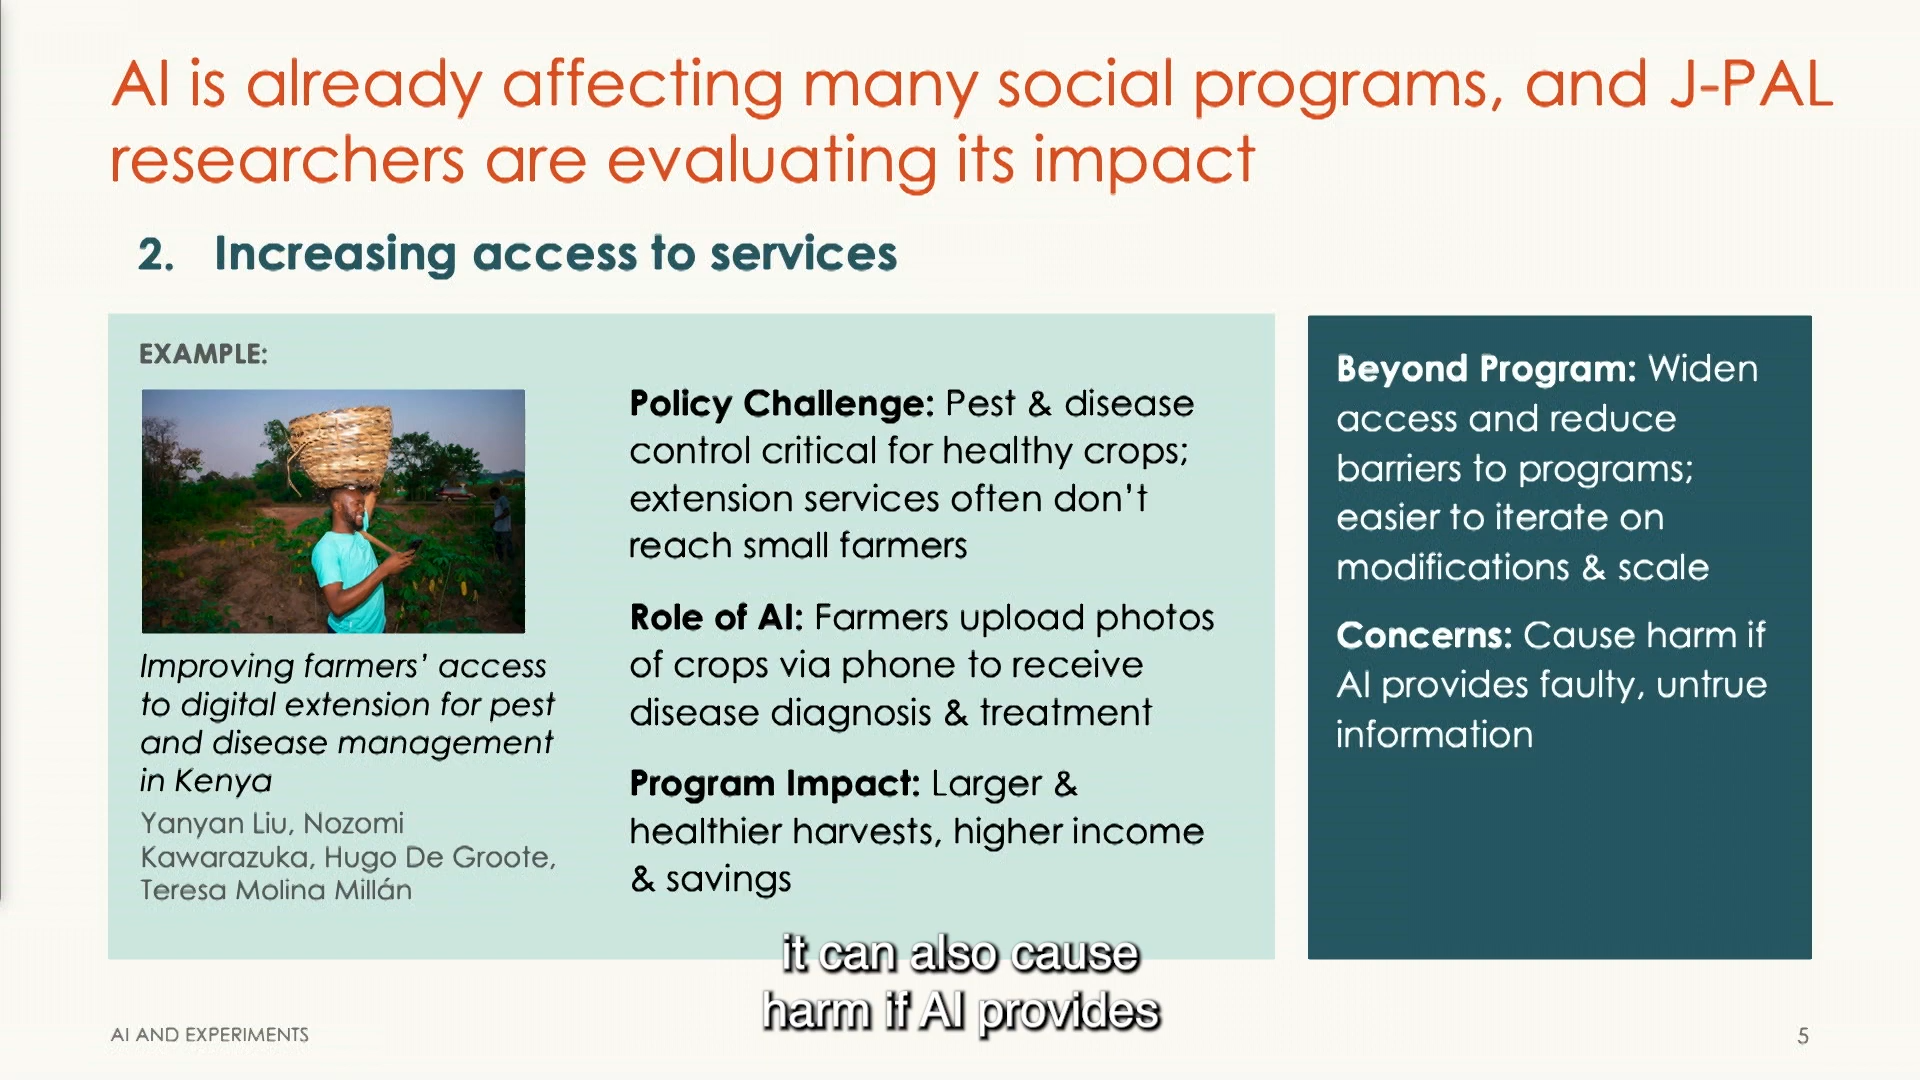 AI is already affecting many social programs, and J-PAL
researchers are evaluating its impact
2. Increasing access to services
EXAMPLE:
Improving farmers’ access
to digital extension for pest
and disease management
in Kenya
Yanyan Liu, Nozomi
Kawarazuka, Hugo De Groote,
Teresa Molina Millán
Policy Challenge: Pest & disease
control critical for healthy crops;
extension services often don’t
reach small farmers
Role of AI: Farmers upload photos
of crops via phone to receive
disease diagnosis & treatment
Program Impact: Larger &
healthier harvests, higher income
& savings
Beyond Program: Widen
access and reduce
barriers to programs;
easier to iterate on
modifications & scale
Concerns: Cause harm if
AI provides faulty, untrue
information
it can also cause
harm if AI provides
AI AND EXPERIMENTS
5